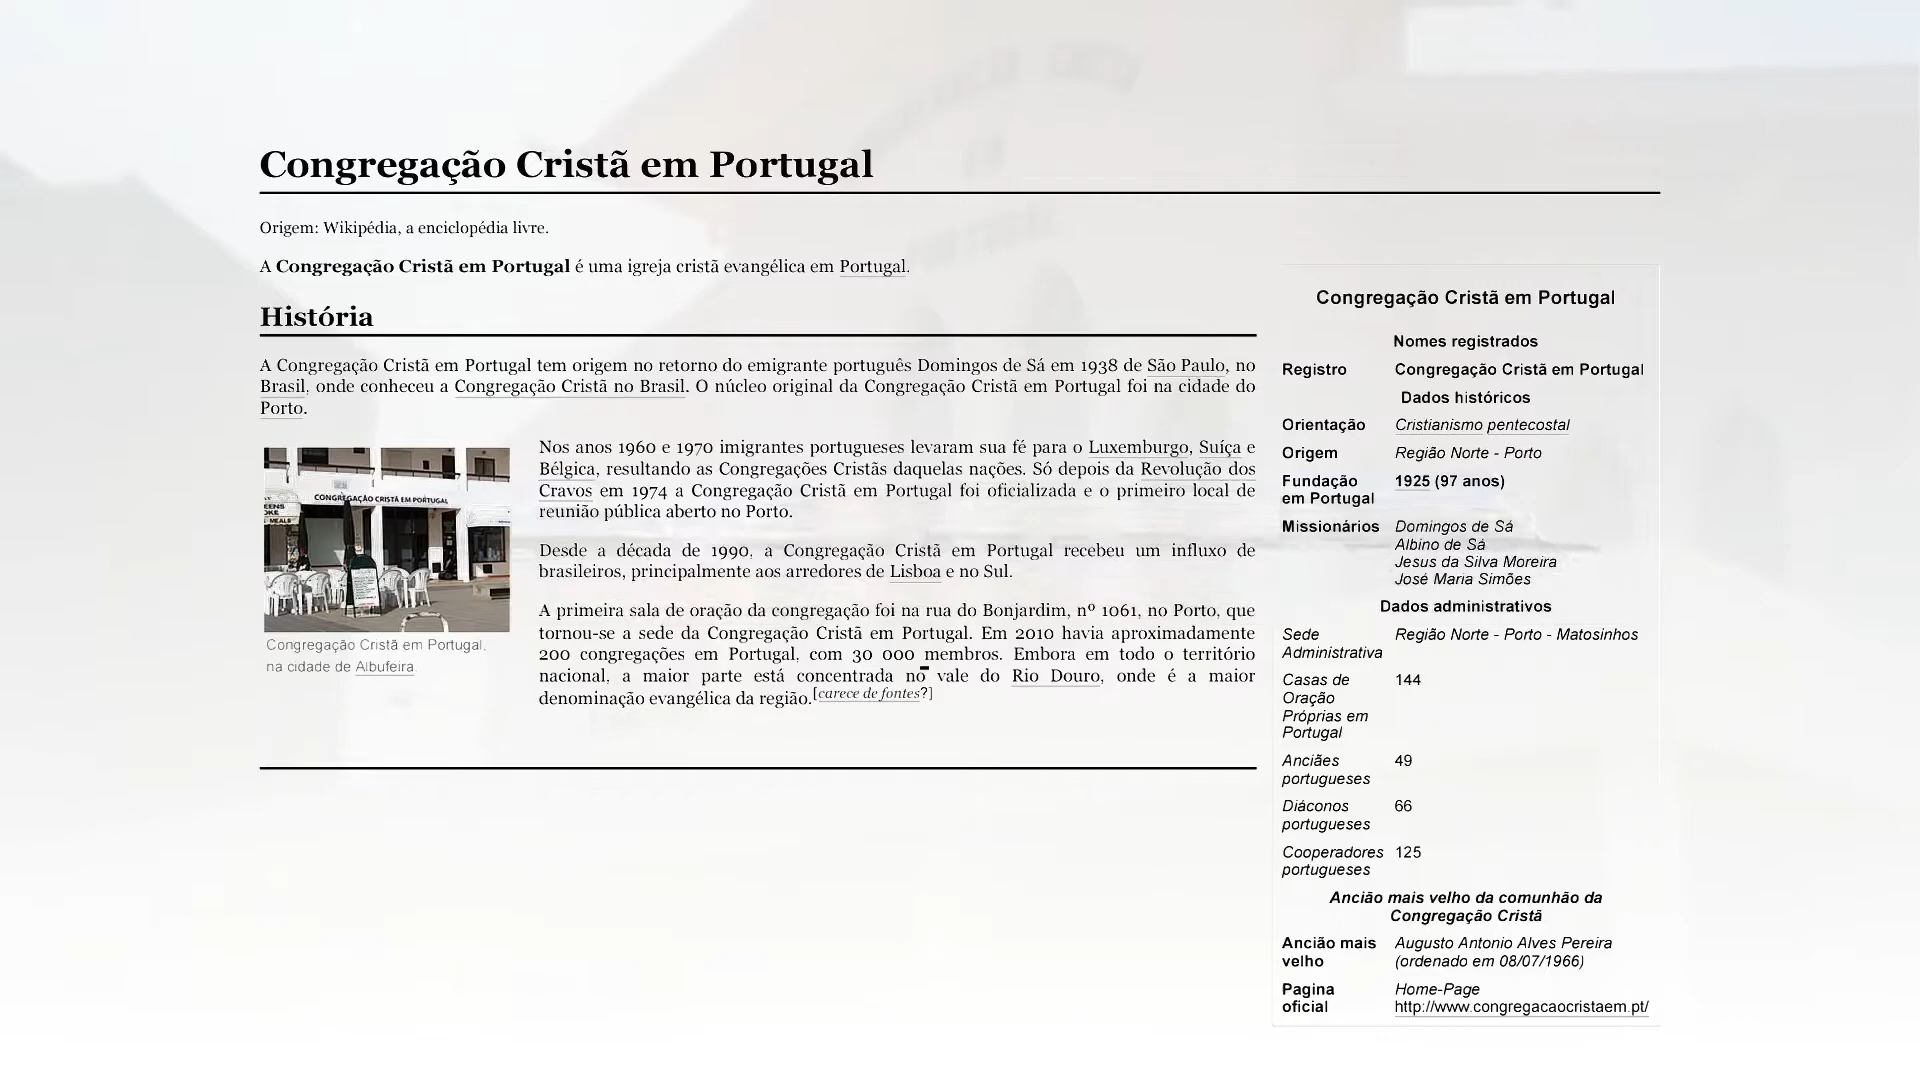 Congregação Cristã em Portugal
Origem: Wikipédia, a enciclopédia livre.
A Congregação Cristã em Portugal é uma igreja cristã evangélica em Portugal.
História
A Congregação Cristã em Portugal tem origem no retorno do emigrante português Domingos de Sá em 1938 de São Paulo, no
Brasil, onde conheceu a Congregação Cristã no Brasil. O núcleo original da Congregação Cristã em Portugal foi na cidade do
Porto.
CONGREGAÇÃO CRISTÃ EM PORTUGAL
MEALS
Congregação Cristã em Portugal,
na cidade de Albufeira.
Nos anos 1960 e 1970 imigrantes portugueses levaram sua fé para o Luxemburgo, Suíça e
Bélgica, resultando as Congregações Cristãs daquelas nações. Só depois da Revolução dos
Cravos em 1974 a Congregação Cristã em Portugal foi oficializada e o primeiro local de
reunião pública aberto no Porto.
Desde a década de 1990, a Congregação Cristã em Portugal recebeu um influxo de
brasileiros, principalmente aos arredores de Lisboa e no Sul.
A primeira sala de oração da congregação foi na rua do Bonjardim, nº 1061, no Porto, que
tornou-se a sede da Congregação Cristã em Portugal. Em 2010 havia aproximadamente
200 congregações em Portugal, com 30 000 membros. Embora em todo o território
nacional, a maior parte está concentrada no vale do Rio Douro, onde é a maior
denominação evangélica da região.[carece de fontes?]
Congregação Cristã em Portugal
Nomes registrados
Registro Congregação Cristã em Portugal
Dados históricos
Orientação Cristianismo pentecostal
Origem Região Norte - Porto
Fundação 1925 (97 anos)
em Portugal
Missionários Domingos de Sá
Albino de Sá
Jesus da Silva Moreira
José Maria Simões
Dados administrativos
Sede Região Norte - Porto - Matosinhos
Administrativa
Casas de 144
Oração
Próprias em
Portugal
Anciães 49
portugueses
Diáconos 66
portugueses
Cooperadores 125
portugueses
Ancião mais velho da comunhão da
Congregação Cristã
Ancião mais Augusto Antonio Alves Pereira
velho (ordenado em 08/07/1966)
Pagina Home-Page
oficial http://www.congregacaocristaem.pt/